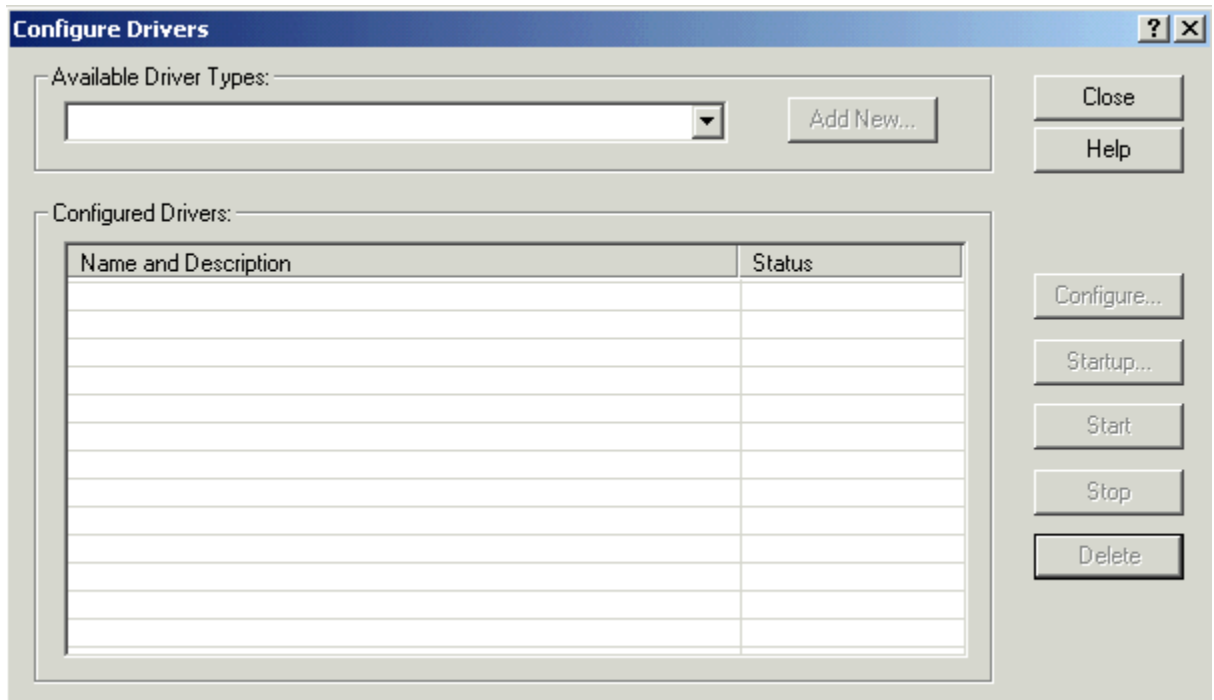 Configure Drivers
Available Driver Types:
Add New...
Close
Help
Configured Drivers:
Name and Description
Status
Configure...
Startup...
Start
Stop
Delete